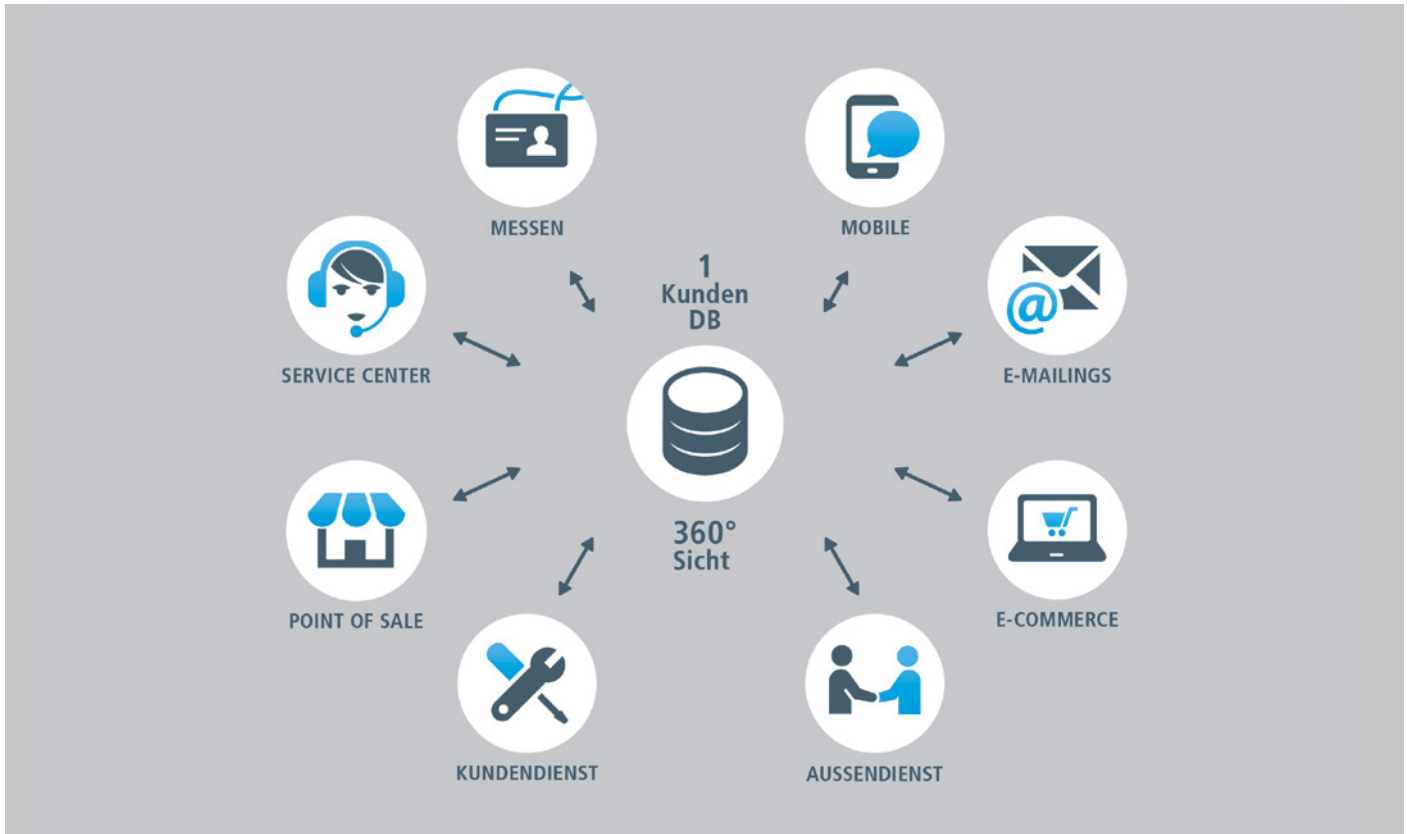 MESSEN
MOBILE
1
Kunden
DB
SERVICE CENTER
@
E-MAILINGS
360°
Sicht
POINT OF SALE
E-COMMERCE
KUNDENDIENST
AUSSENDIENST